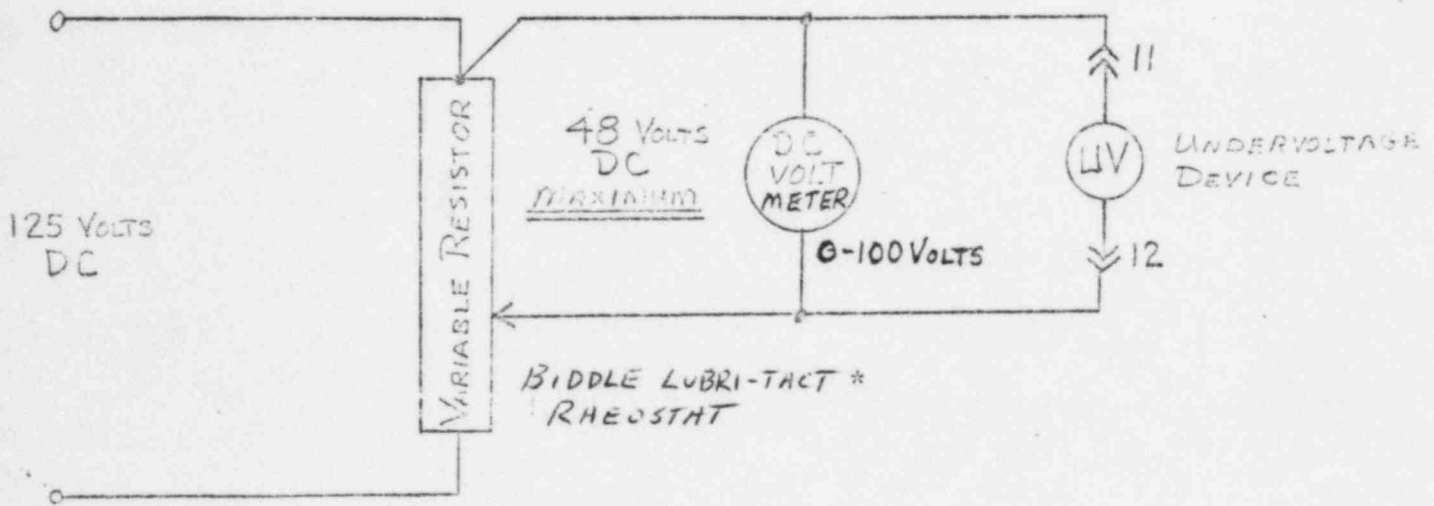 125 VOLTS
DC
VARIABLE RESISTOR
48 VOLTS
DC
MAXIMUM
DC
VOLT
METER
0-100 VOLTS
11
UV
12
UNDERVOLTAGE
DEVICE
BIDDLE LUBRI-TACT *
RHEOSTAT